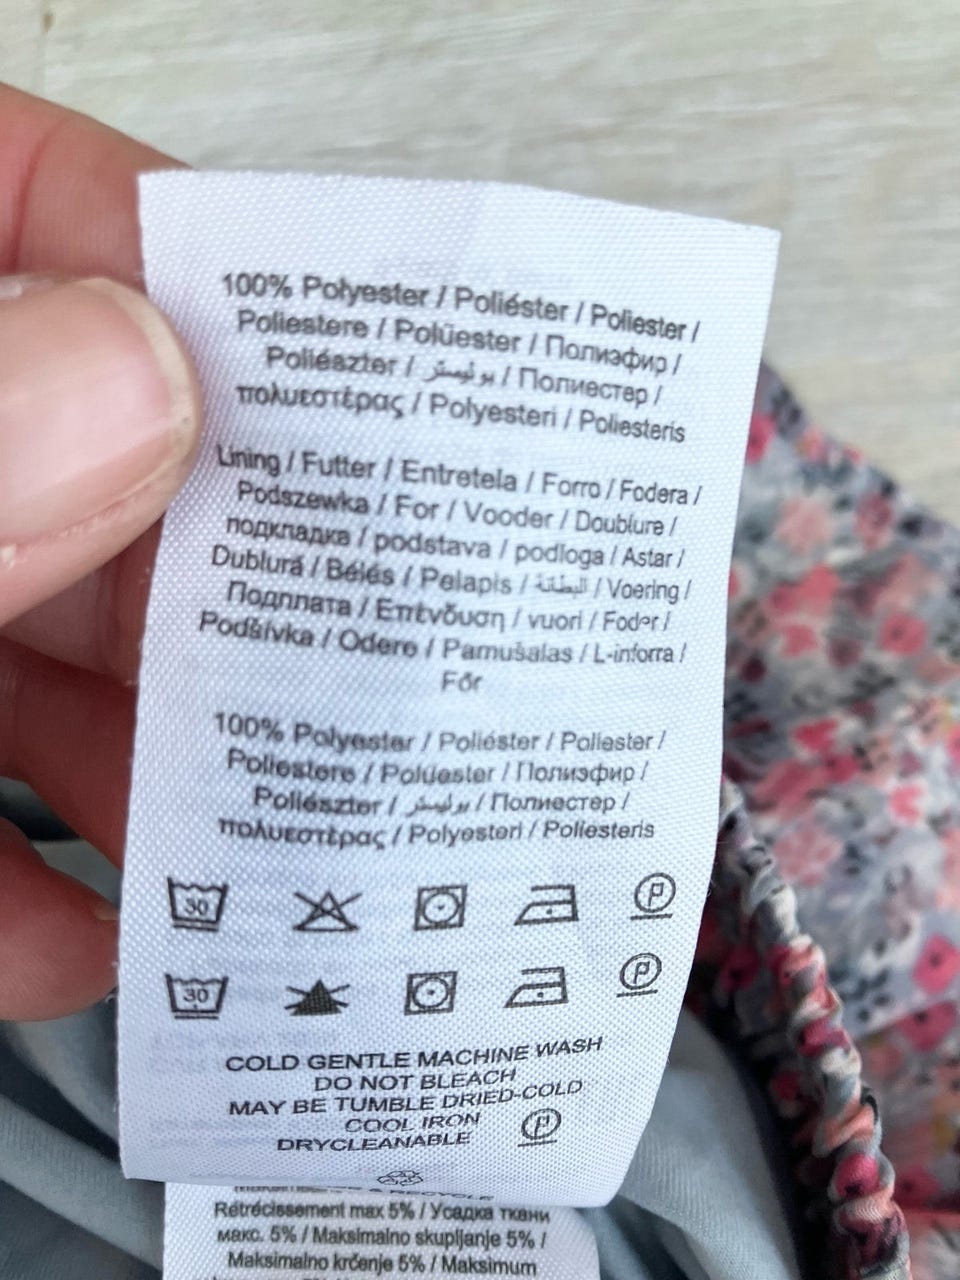 100% Polyester / Poliéster / Poliester /
Poliestere / Polüester / Полиэфир /
Poliészter / بوليستر / Полиестер /
πολυεστέρας / Polyesteri / Poliesteris
Lining / Futter / Entretela / Forro / Fodera /
Podszewka / For / Vooder / Doublure /
подкладка / podstava / podloga / Astar /
Dublură / Bélés / Pelapis / البطانة / Voering /
Подплата / Επένδυση / vuori / Foder /
Podšívka / Odere / Pamušalas / L-inforra /
Főr
100% Polyester / Poliéster / Poliester /
Poliestere / Polüester / Полиэфир /
Poliészter / بوليستر / Полиестер /
πολυεστέρας / Polyesteri / Poliesteris
30 P
30 P
COLD GENTLE MACHINE WASH
DO NOT BLEACH
MAY BE TUMBLE DRIED-COLD
COOL IRON
DRYCLEANABLE P
& RECYCLE
Rétrécissement max 5% / Усадка ткани
макс. 5% / Maksimalno skupljanje 5% /
Maksimalno krčenje 5% / Maksimum